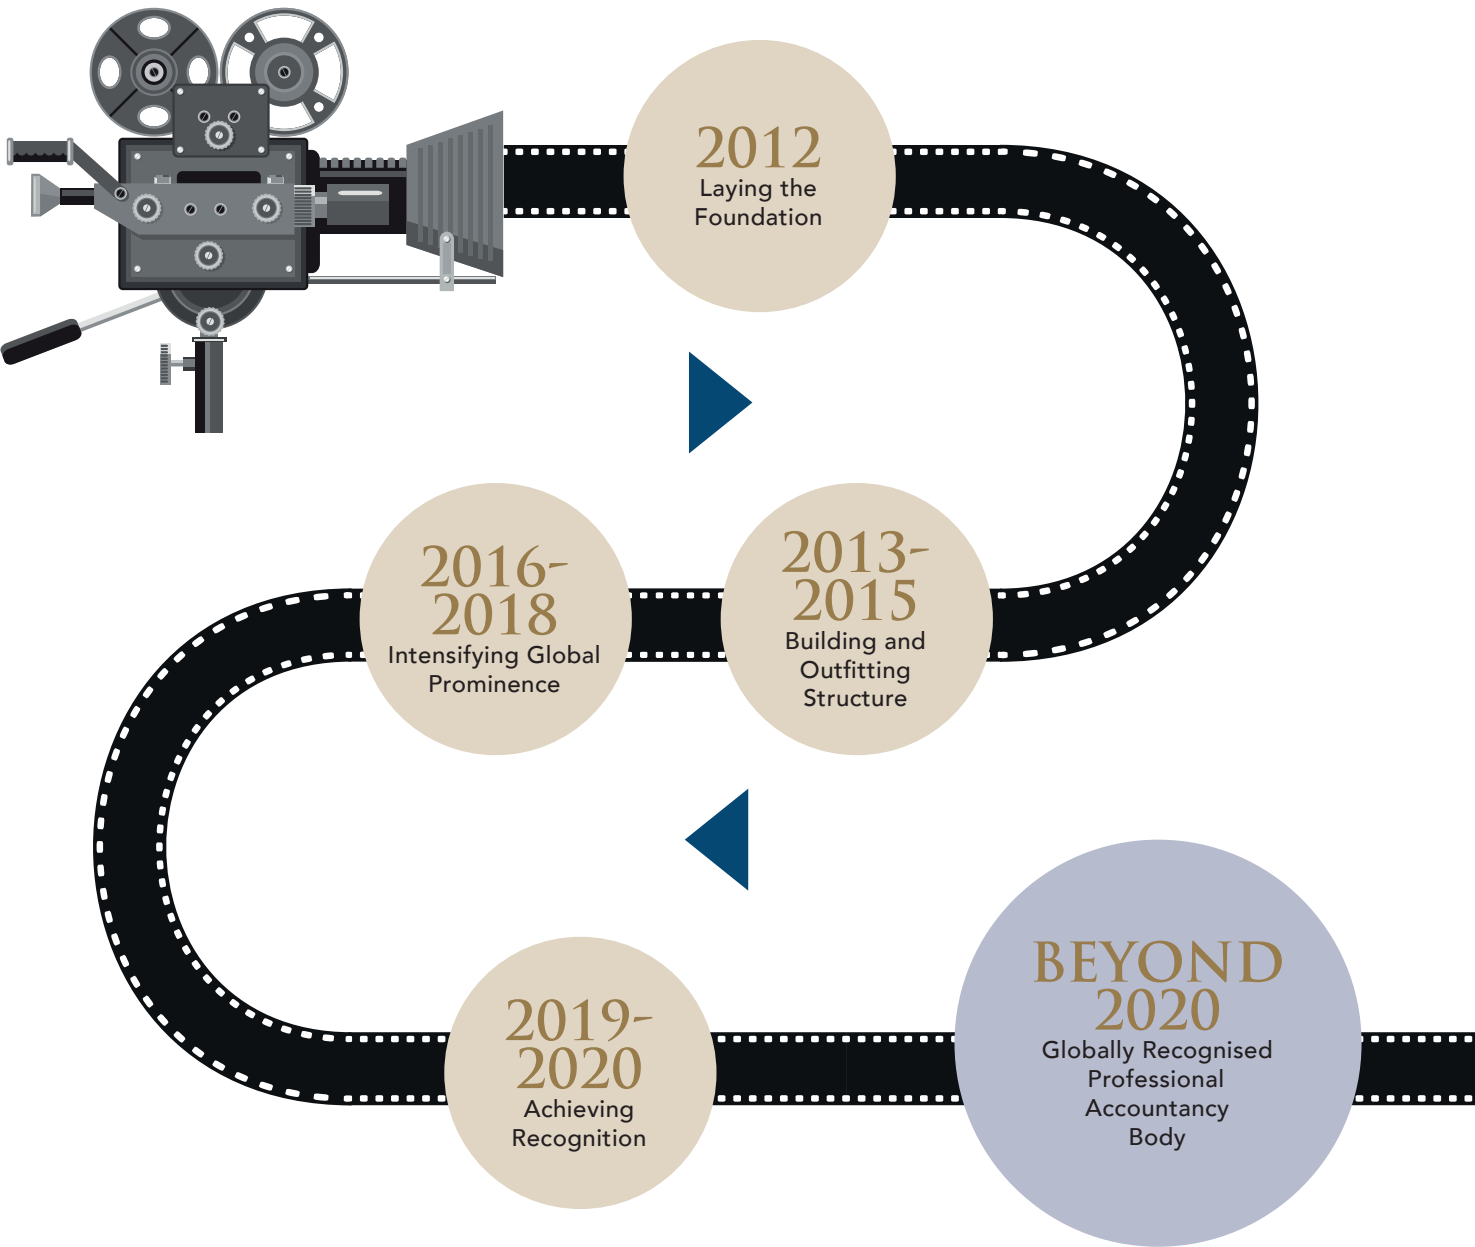 2012
Laying the
Foundation
2013-
2015
Building and
Outfitting
Structure
2016-
2018
Intensifying Global
Prominence
2019-
2020
Achieving
Recognition
BEYOND
2020
Globally Recognised
Professional
Accountancy
Body